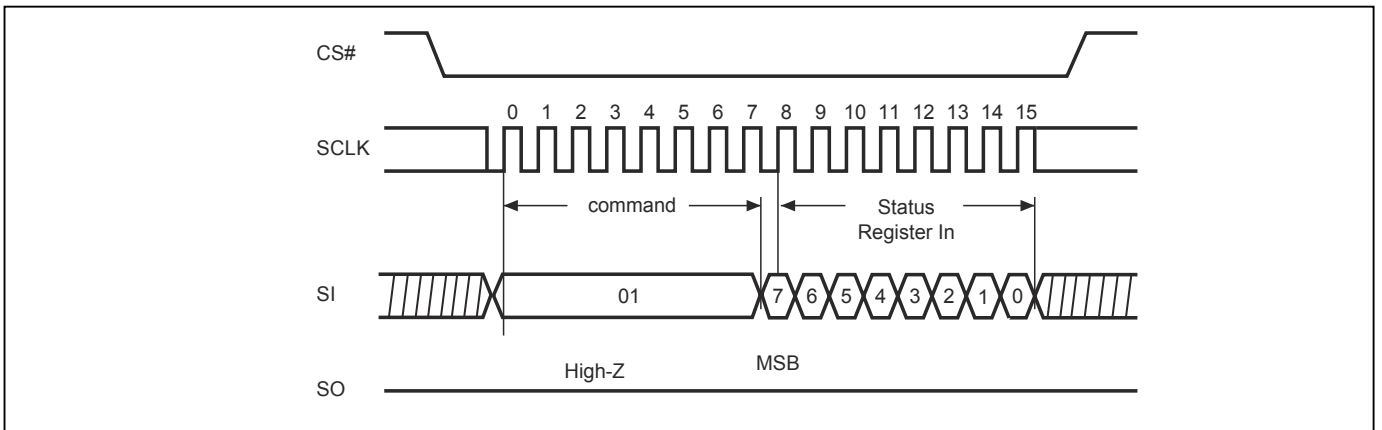 CS#
0 1 2 3 4 5 6 7 8 9 10 11 12 13 14 15
SCLK
command
Status
Register In
SI
01
7 6 5 4 3 2 1 0
MSB
High-Z
SO